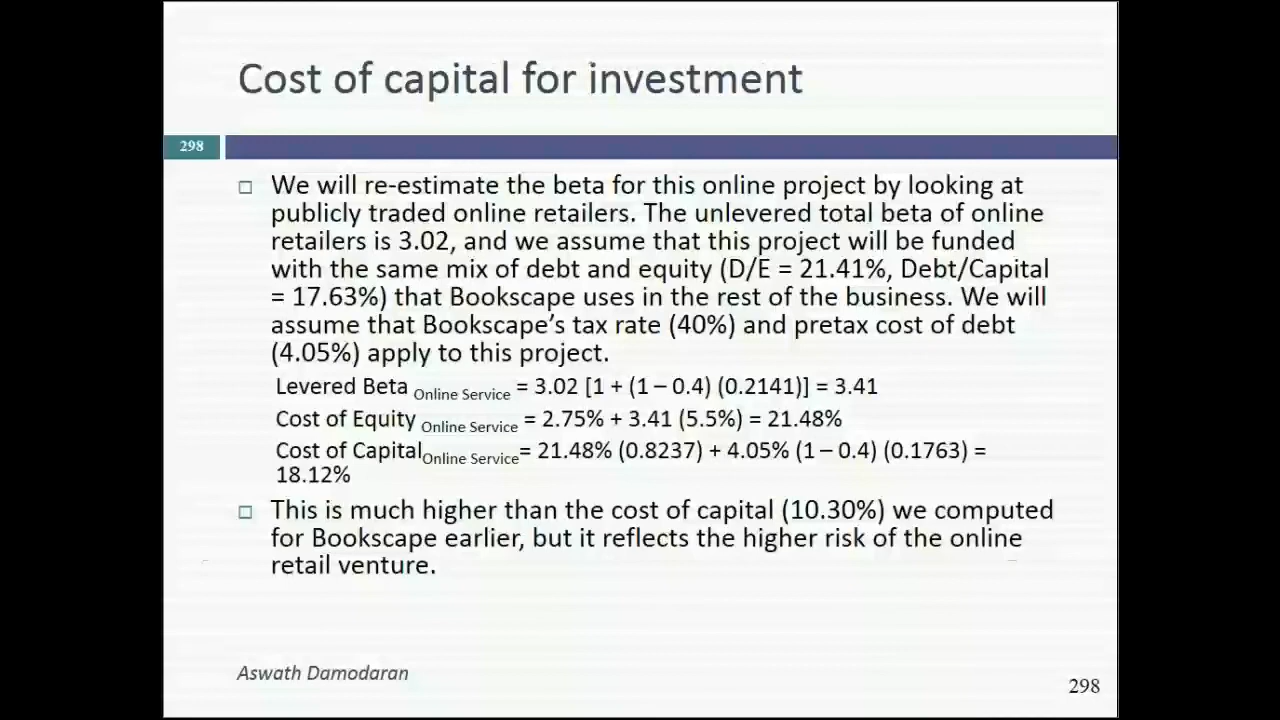 Cost of capital for investment
298
□ We will re-estimate the beta for this online project by looking at
publicly traded online retailers. The unlevered total beta of online
retailers is 3.02, and we assume that this project will be funded
with the same mix of debt and equity (D/E = 21.41%, Debt/Capital
= 17.63%) that Bookscape uses in the rest of the business. We will
assume that Bookscape’s tax rate (40%) and pretax cost of debt
(4.05%) apply to this project.
Levered Beta Online Service = 3.02 [1 + (1 – 0.4) (0.2141)] = 3.41
Cost of Equity Online Service = 2.75% + 3.41 (5.5%) = 21.48%
Cost of CapitalOnline Service= 21.48% (0.8237) + 4.05% (1 – 0.4) (0.1763) =
18.12%
□ This is much higher than the cost of capital (10.30%) we computed
for Bookscape earlier, but it reflects the higher risk of the online
retail venture.
Aswath Damodaran
298